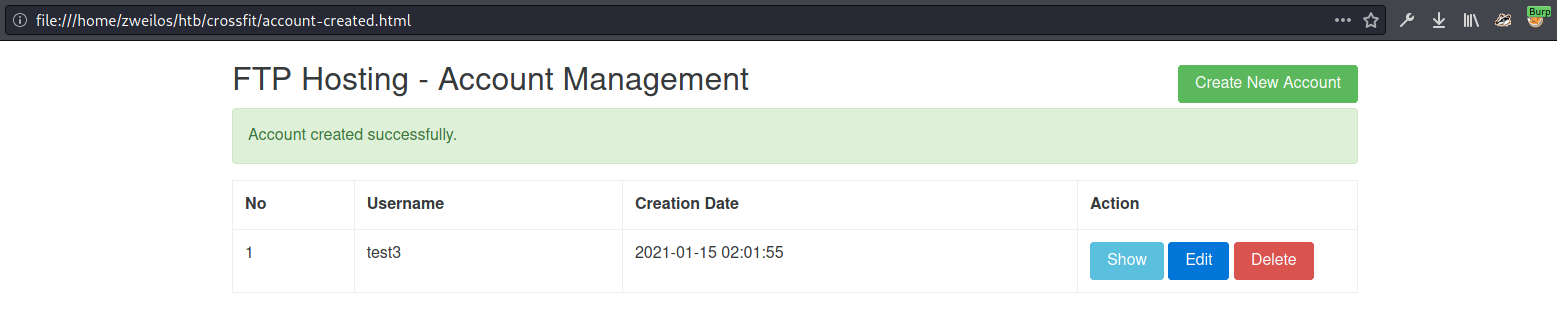 file:///home/zweilos/htb/crossfit/account-created.html
Burp
FTP Hosting - Account Management
Create New Account
Account created successfully.
No Username Creation Date Action
1 test3 2021-01-15 02:01:55 Show Edit Delete